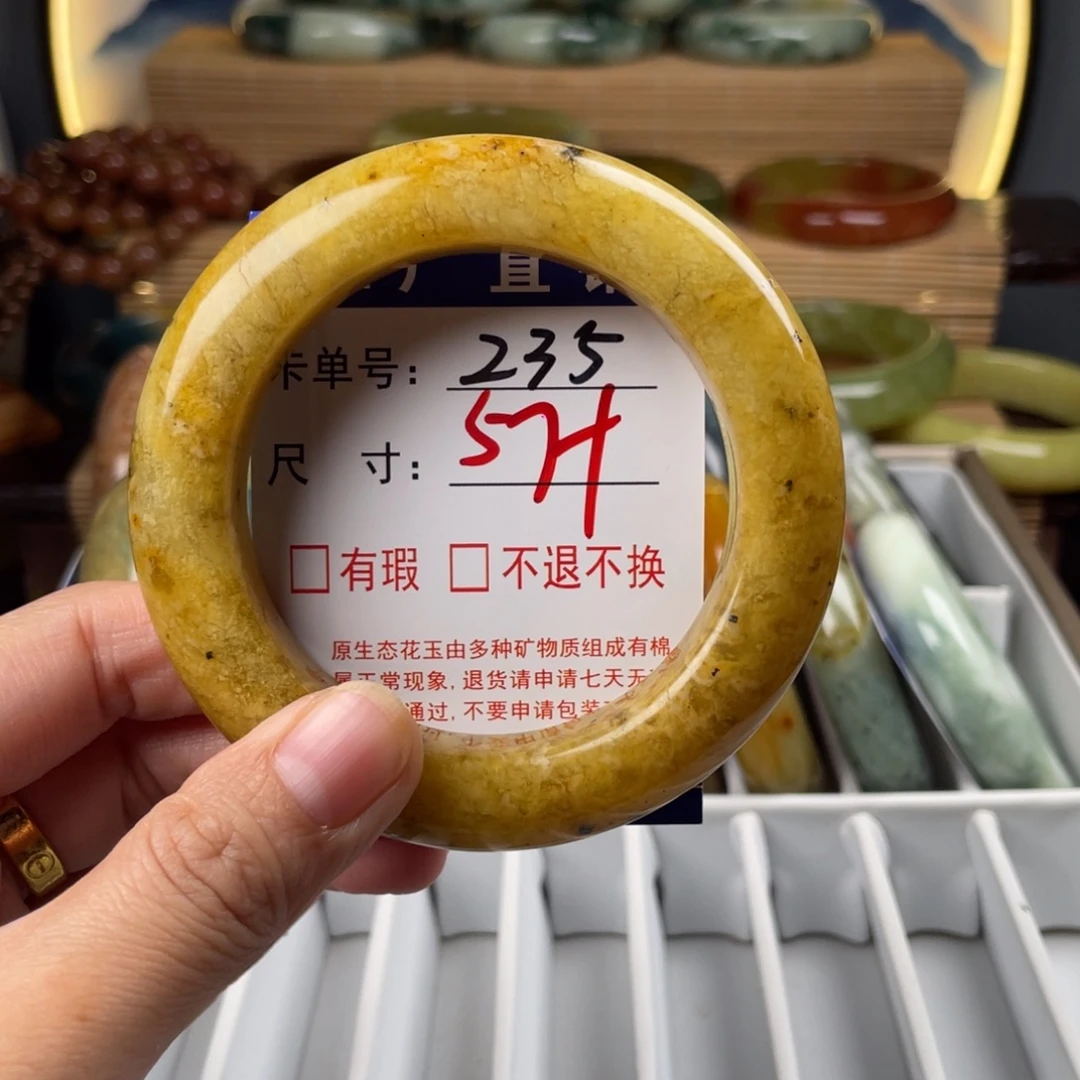 直
卡单号: 235
尺 寸: 57
□有瑕 □不退不换
原生态花玉由多种矿物质组成有棉
属正常现象,退货请申请七天无
通过,不要申请包装